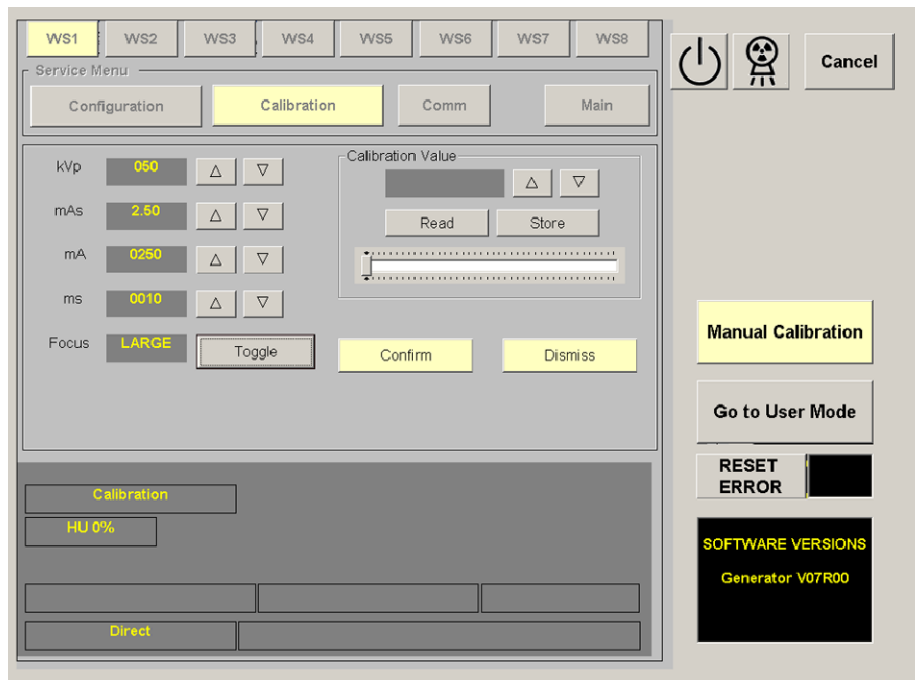 WS1 WS2 WS3 WS4 WS5 WS6 WS7 WS8
Cancel
Service Menu
Configuration Calibration Comm Main
kVp 050
mAs 2.50
mA 0250
ms 0010
Focus LARGE Toggle
Calibration Value
Read Store
Confirm Dismiss
Manual Calibration
Go to User Mode
RESET
ERROR
Calibration
HU 0%
Direct
SOFTWARE VERSIONS
Generator V07R00